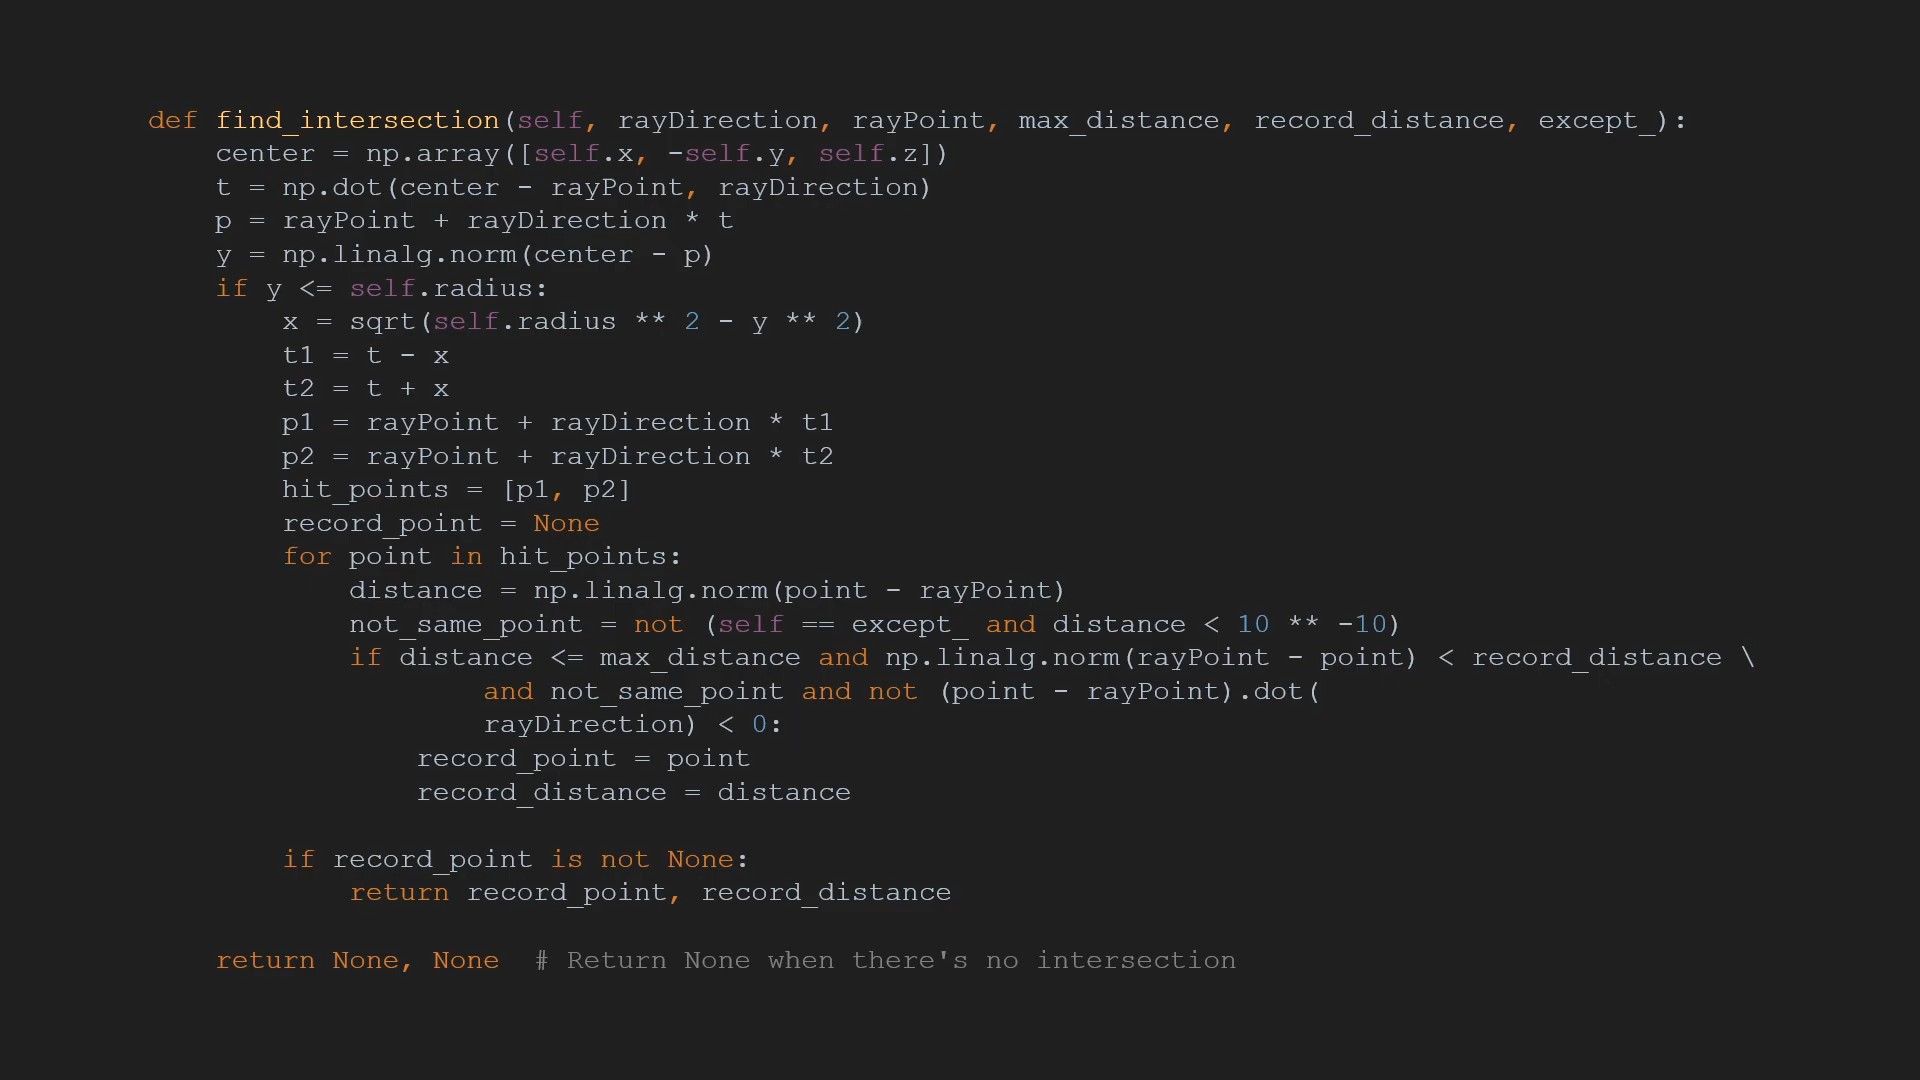 def find_intersection(self, rayDirection, rayPoint, max_distance, record_distance, except_):
    center = np.array([self.x, -self.y, self.z])
    t = np.dot(center - rayPoint, rayDirection)
    p = rayPoint + rayDirection * t
    y = np.linalg.norm(center - p)
    if y <= self.radius:
        x = sqrt(self.radius ** 2 - y ** 2)
        t1 = t - x
        t2 = t + x
        p1 = rayPoint + rayDirection * t1
        p2 = rayPoint + rayDirection * t2
        hit_points = [p1, p2]
        record_point = None
        for point in hit_points:
            distance = np.linalg.norm(point - rayPoint)
            not_same_point = not (self == except_ and distance < 10 ** -10)
            if distance <= max_distance and np.linalg.norm(rayPoint - point) < record_distance \
                    and not_same_point and not (point - rayPoint).dot(
                    rayDirection) < 0:
                record_point = point
                record_distance = distance

        if record_point is not None:
            return record_point, record_distance

    return None, None  # Return None when there's no intersection